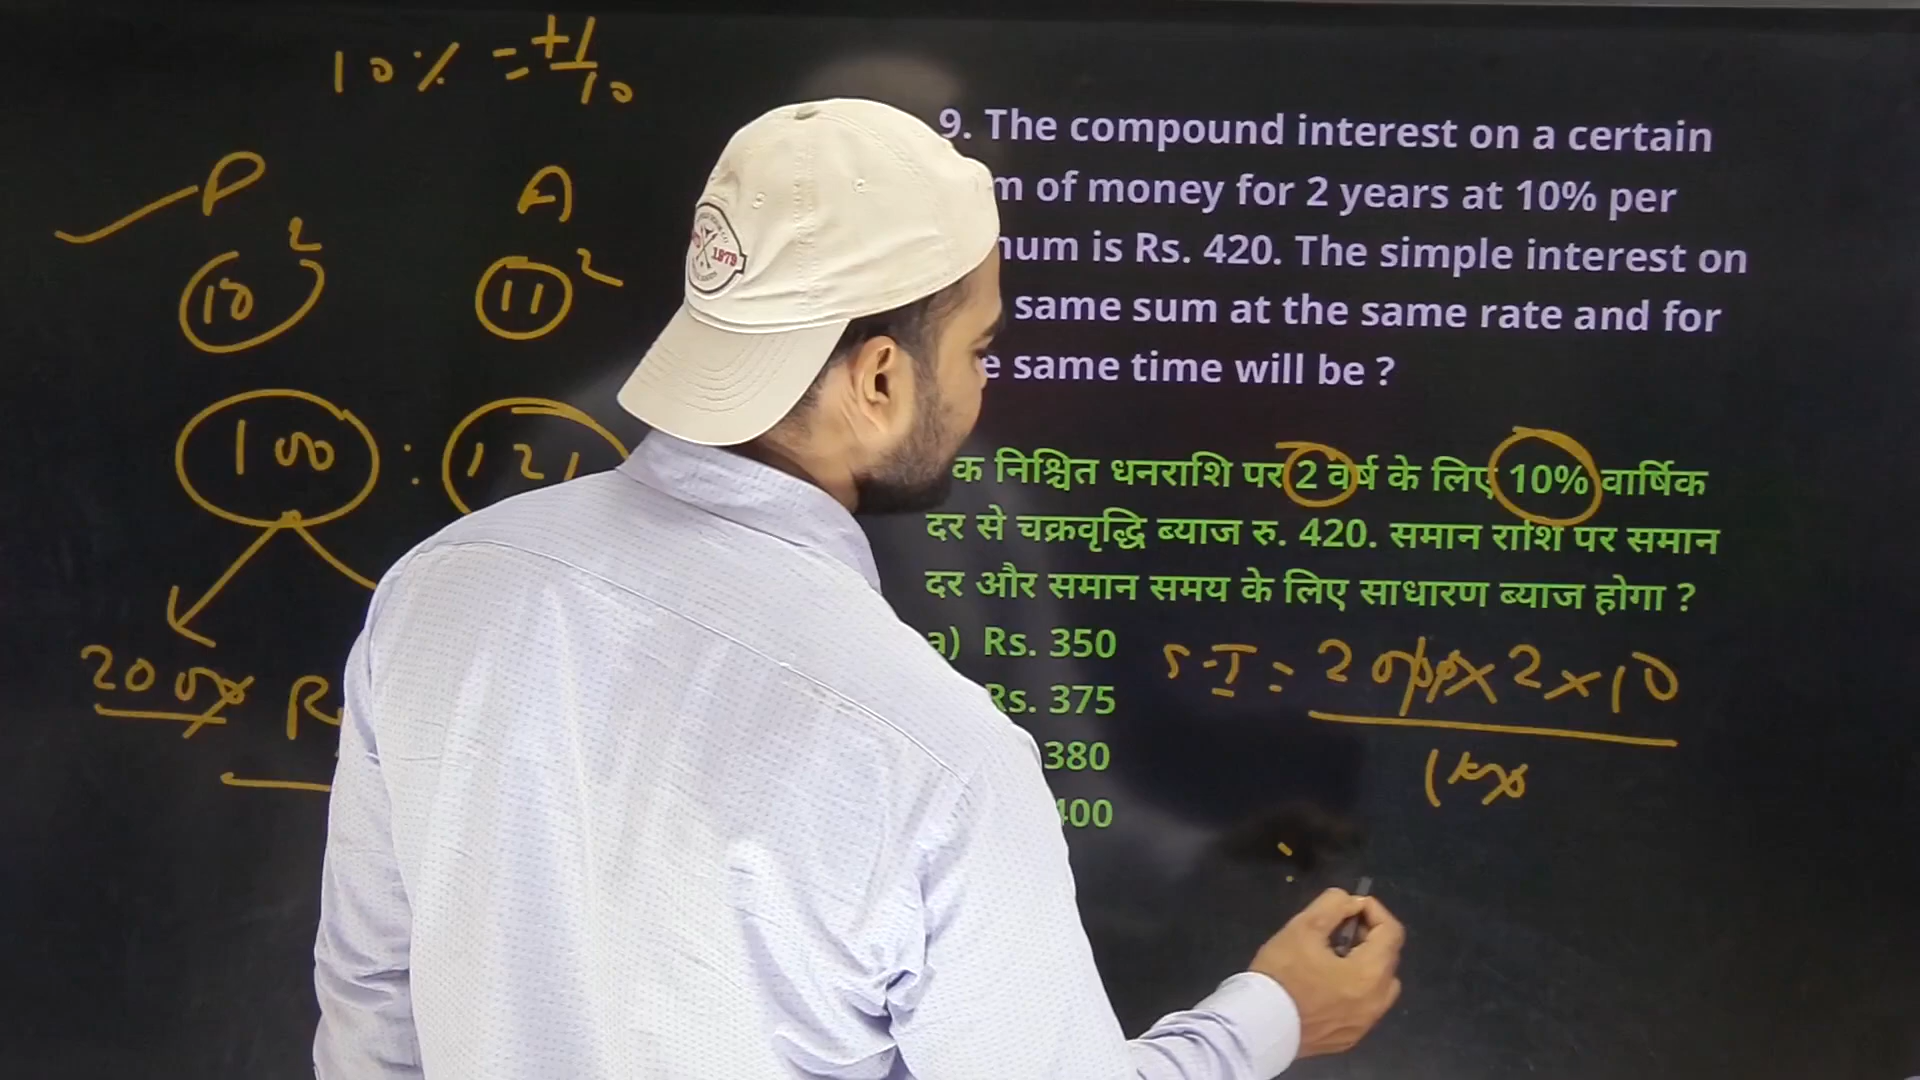 10% = +1/10
P A
10² 11²
100 : 121
2000 R
9. The compound interest on a certain
m of money for 2 years at 10% per
num is Rs. 420. The simple interest on
same sum at the same rate and for
e same time will be ?
क निश्चित धनराशि पर 2 वर्ष के लिए 10% वार्षिक
दर से चक्रवृद्धि ब्याज रु. 420. समान राशि पर समान
दर और समान समय के लिए साधारण ब्याज होगा ?
a) Rs. 350
Rs. 375
380
400
S.I = 2000 x 2 x 10
100
1979